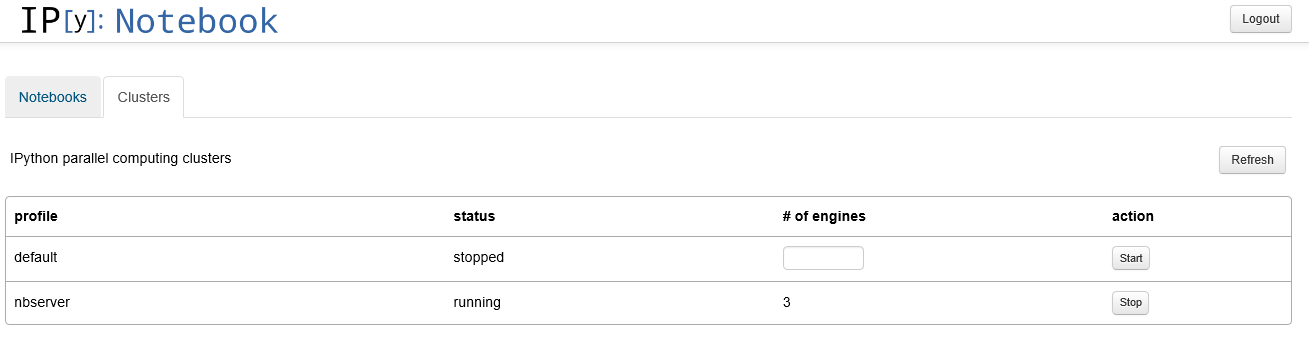 IP[y]: Notebook
Logout
Notebooks Clusters
IPython parallel computing clusters Refresh
profile status # of engines action
default stopped Start
nbserver running 3 Stop